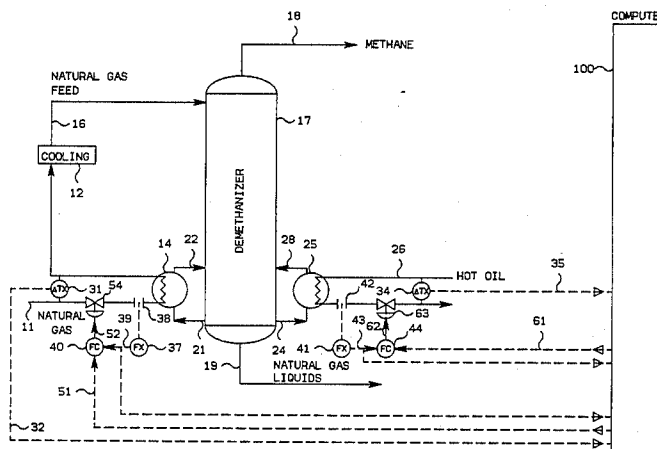 COMPUTE
18
METHANE
100
NATURAL GAS
FEED
17
16
COOLING
12
DEMETHANIZER
22
28
25
14
26
HOT OIL
35
ΔTX
31
54
42
34
ΔTX
11
NATURAL
GAS
38
63
52
39
62
21
24
43
44
61
40
FC
FX
37
41
FX
FC
19
NATURAL GAS
LIQUIDS
51
32